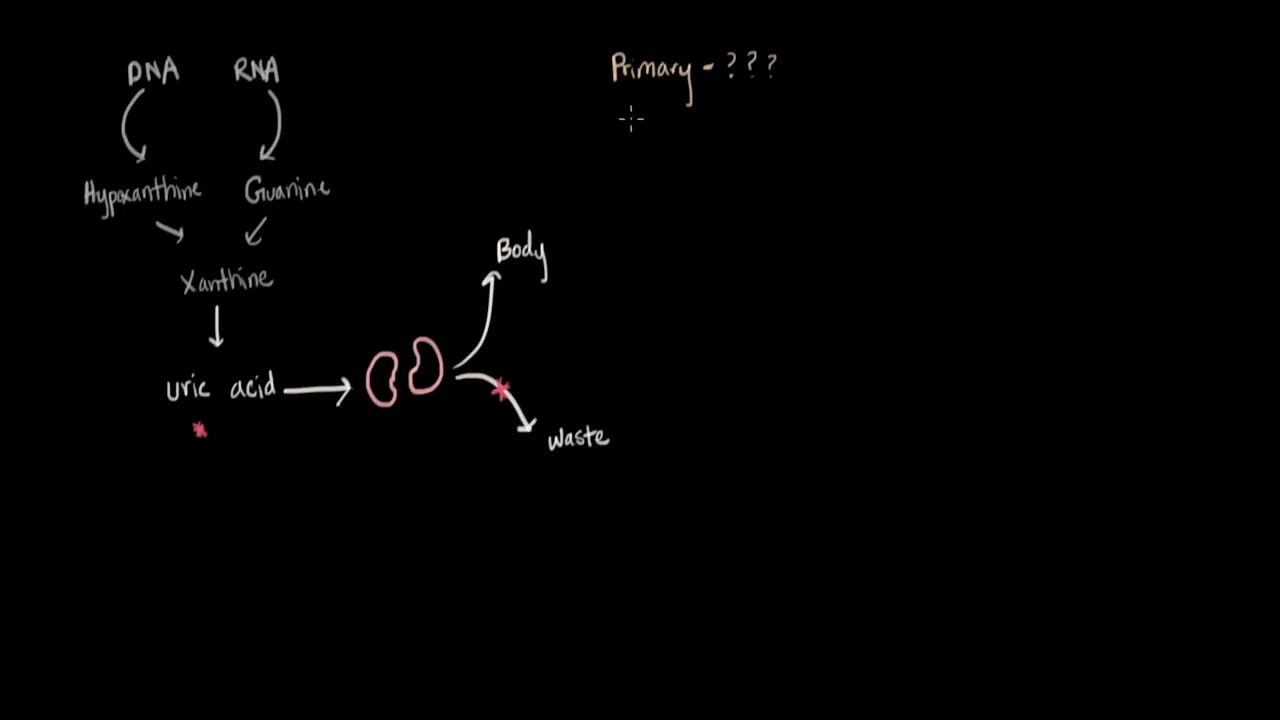 DNA RNA
Primary - ???
Hypoxanthine Guanine
Xanthine
Body
uric acid
waste